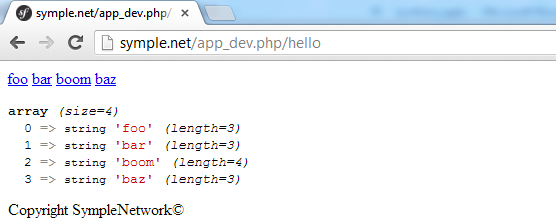 sf symple.net/app_dev.php/ ×
symple.net/app_dev.php/hello
foo bar boom baz
array (size=4)
0 => string 'foo' (length=3)
1 => string 'bar' (length=3)
2 => string 'boom' (length=4)
3 => string 'baz' (length=3)
Copyright SympleNetwork©